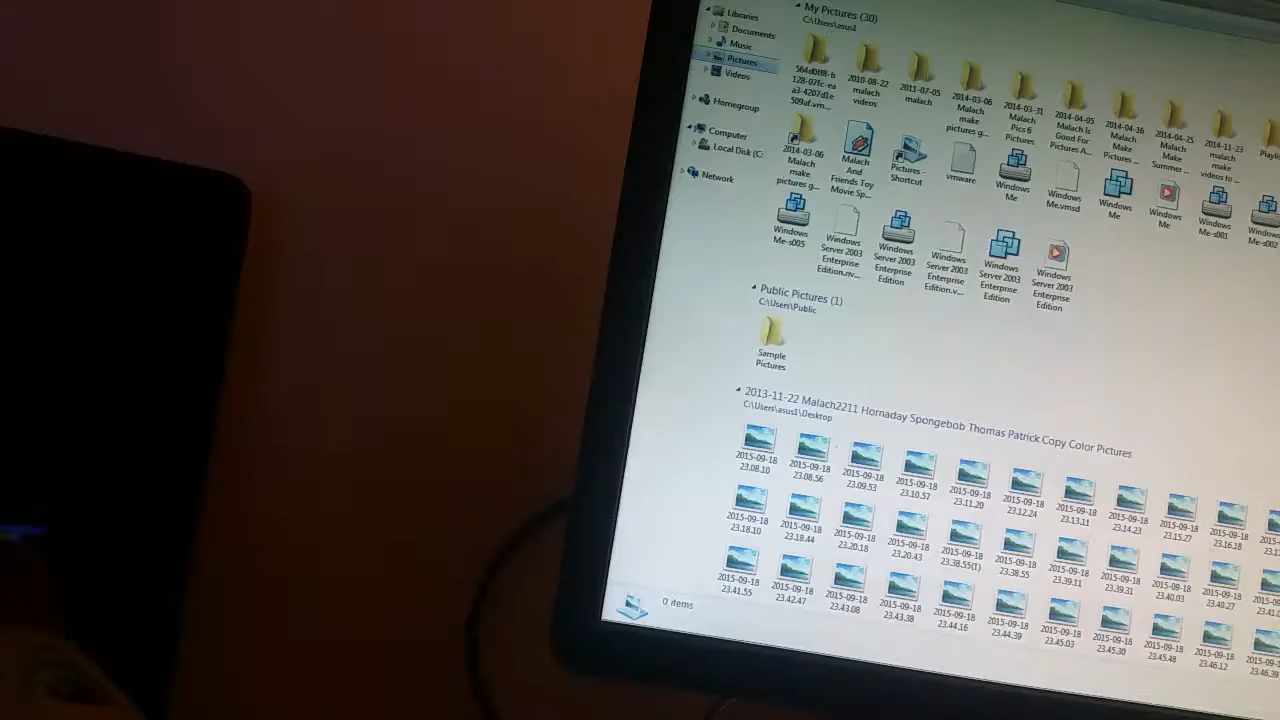 Libraries
Documents
Music
Pictures
Videos
Homegroup
Computer
Local Disk (C:
Network
My Pictures (30)
C:\Users\asus1
2010-08-22
malach
videos
2011-07-05
malach
2014-03-06
Malach
make
pictures g...
2014-03-31
Malach
Pics 6
Pictures
2014-04-05
Malach Is
Good For
Pictures A...
2014-04-16
Malach
Make
Pictures ...
2014-04-25
Malach
Make
Summer ...
2014-11-23
malach
make
videos to ...
Playli
2014-03-06
Malach
make
pictures g...
Malach
And
Friends Toy
Movie Sp...
Pictures -
Shortcut
vmware
Windows
Me
Windows
Me.vmsd
Windows
Me
Windows
Me
Windows
Me-s001
Windows
Me-s002
Windows
Me-s005
Windows
Server 2003
Enterprise
Edition.nv...
Windows
Server 2003
Enterprise
Edition
Windows
Server 2003
Enterprise
Edition.v...
Windows
Server 2003
Enterprise
Edition
Windows
Server 2003
Enterprise
Edition
Public Pictures (1)
C:\Users\Public
Sample
Pictures
2013-11-22 Malach2211 Hornaday Spongebob Thomas Patrick Copy Color Pictures
C:\Users\asus1\Desktop
2015-09-18
23.08.10
2015-09-18
23.08.56
2015-09-18
23.09.53
2015-09-18
23.10.57
2015-09-18
23.11.20
2015-09-18
23.12.24
2015-09-18
23.13.11
2015-09-18
23.14.23
2015-09-18
23.15.27
2015-09-18
23.16.18
2015-09-18
23.18.10
2015-09-18
23.18.44
2015-09-18
23.20.18
2015-09-18
23.20.43
2015-09-18
23.38.55(1)
2015-09-18
23.38.55
2015-09-18
23.39.11
2015-09-18
23.39.31
2015-09-18
23.40.03
2015-09-18
23.40.27
2015-09-18
23.41.55
2015-09-18
23.42.47
2015-09-18
23.43.08
2015-09-18
23.43.38
2015-09-18
23.44.16
2015-09-18
23.44.39
2015-09-18
23.45.03
2015-09-18
23.45.30
2015-09-18
23.45.48
2015-09-18
23.46.12
0 items